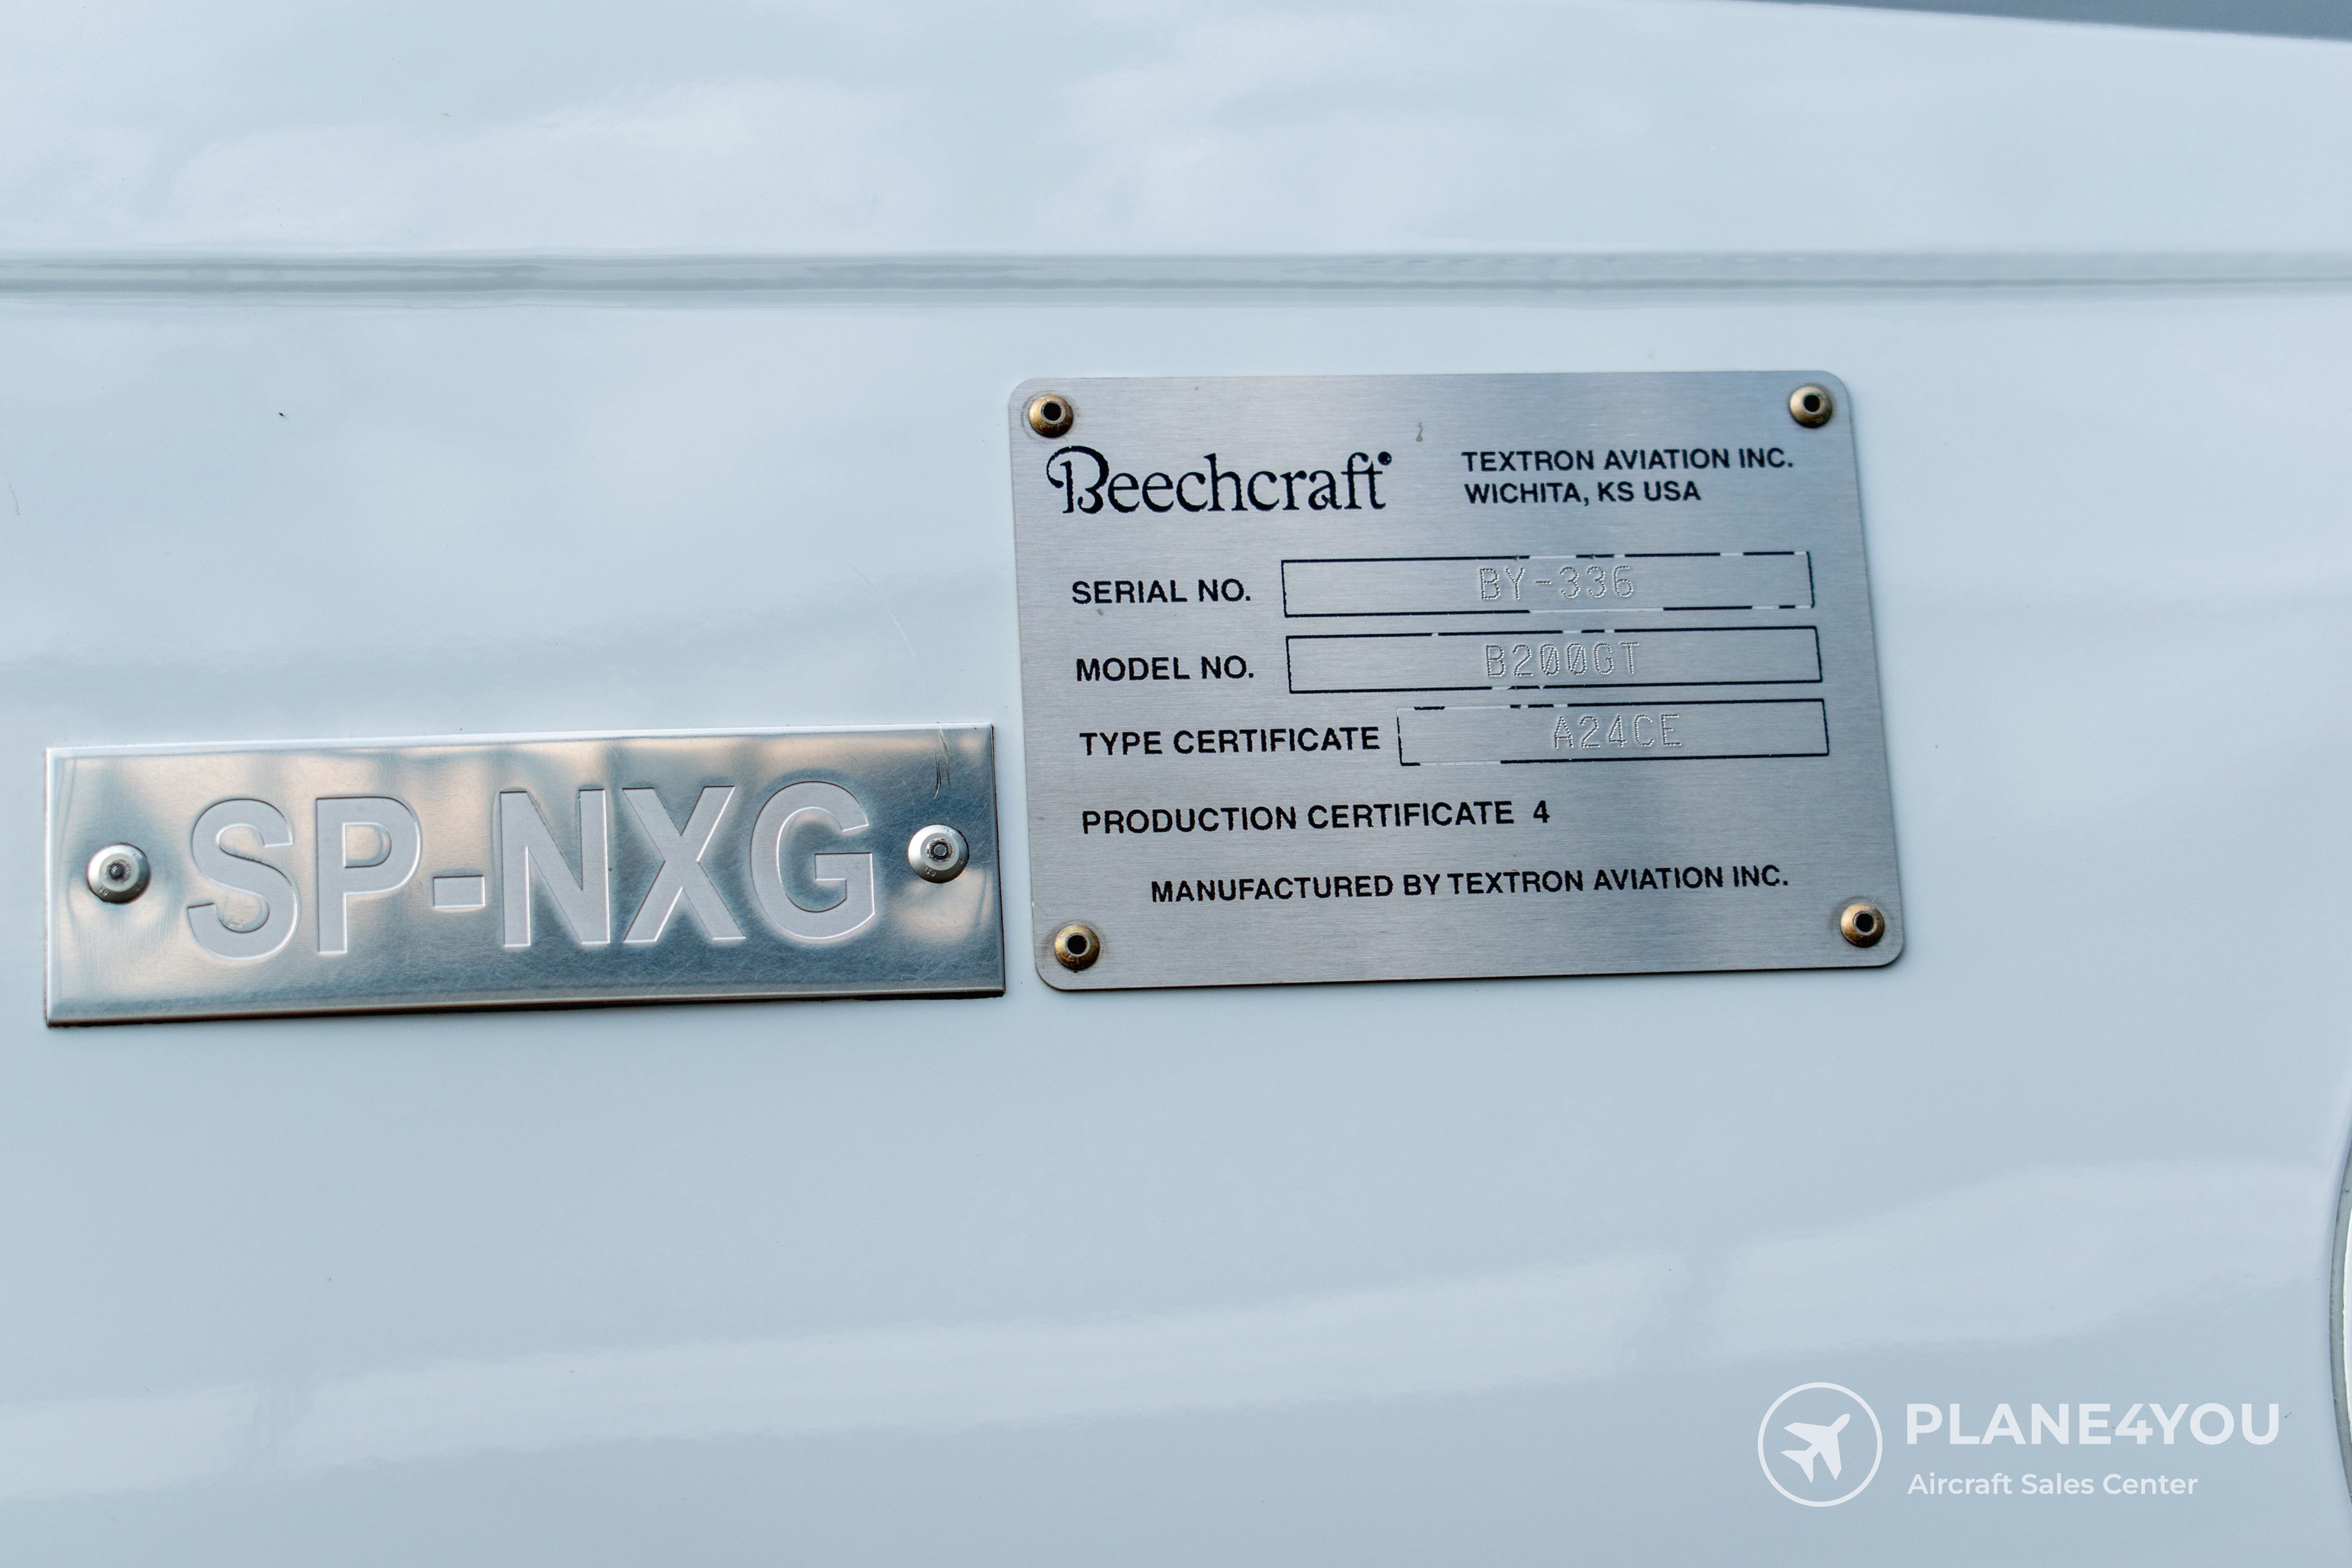 Beechcraft
TEXTRON AVIATION INC.
WICHITA, KS USA
SERIAL NO. BY-336
MODEL NO. B200GT
TYPE CERTIFICATE A24CE
PRODUCTION CERTIFICATE 4
MANUFACTURED BY TEXTRON AVIATION INC.
SP-NXG
PLANE4YOU
Aircraft Sales Center